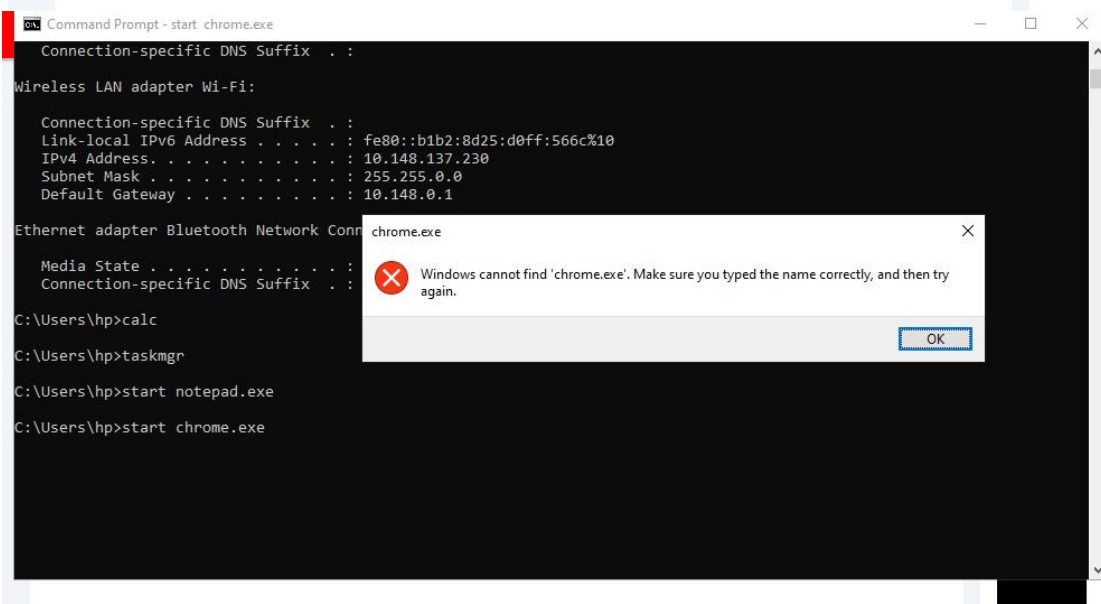 Command Prompt - start  chrome.exe
Connection-specific DNS Suffix  . :
Wireless LAN adapter Wi-Fi:
Connection-specific DNS Suffix  . :
Link-local IPv6 Address . . . . . : fe80::b1b2:8d25:d0ff:566c%10
IPv4 Address. . . . . . . . . . . : 10.148.137.230
Subnet Mask . . . . . . . . . . . : 255.255.0.0
Default Gateway . . . . . . . . . : 10.148.0.1
Ethernet adapter Bluetooth Network Conn
Media State . . . . . . . . . . . :
Connection-specific DNS Suffix  . :
C:\Users\hp>calc
C:\Users\hp>taskmgr
C:\Users\hp>start notepad.exe
C:\Users\hp>start chrome.exe
chrome.exe
Windows cannot find 'chrome.exe'. Make sure you typed the name correctly, and then try
again.
OK